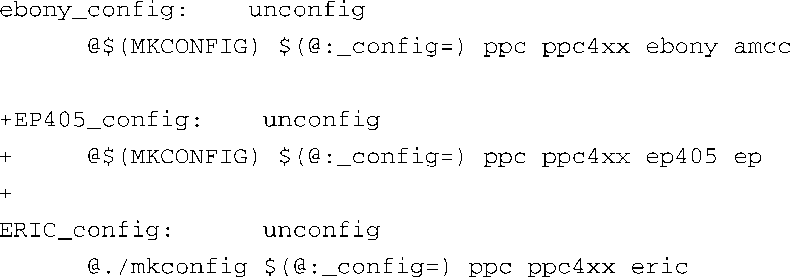 ebony_config:    unconfig
      @$(MKCONFIG) $(@:_config=) ppc ppc4xx ebony amcc
+EP405_config:    unconfig
+     @$(MKCONFIG) $(@:_config=) ppc ppc4xx ep405 ep
+
ERIC_config:      unconfig
      @./mkconfig $(@:_config=) ppc ppc4xx eric